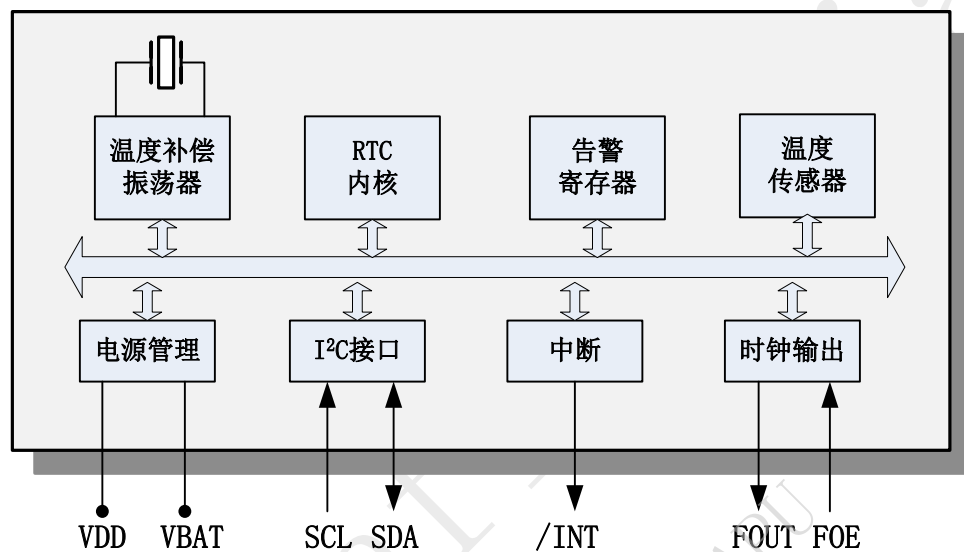 温度补偿
振荡器
RTC
内核
告警
寄存器
温度
传感器
电源管理
I²C接口
中断
时钟输出
VDD VBAT SCL SDA /INT FOUT FOE